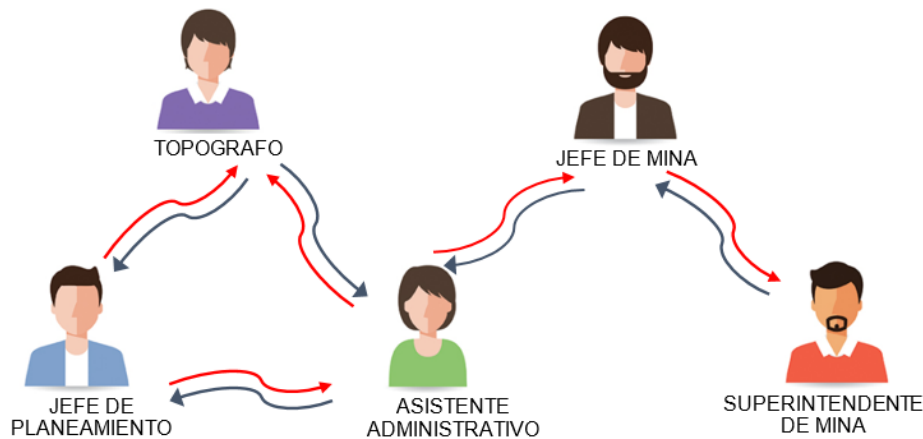 TOPOGRAFO
JEFE DE MINA
JEFE DE
PLANEAMIENTO
ASISTENTE
ADMINISTRATIVO
SUPERINTENDENTE
DE MINA